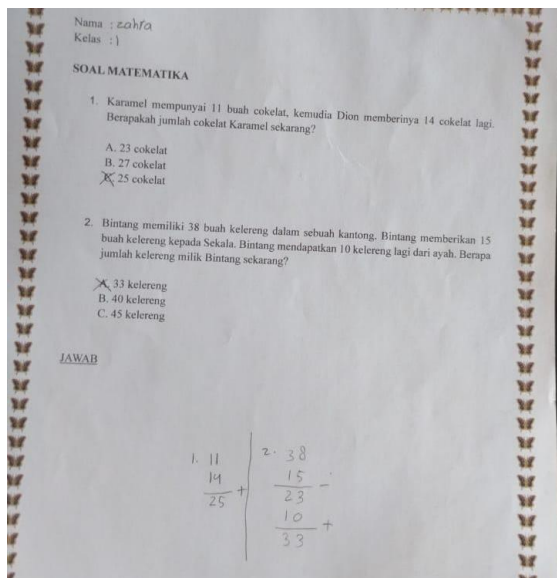 Nama : zahra
Kelas : 1
SOAL MATEMATIKA
1. Karamel mempunyai 11 buah cokelat, kemudia Dion memberinya 14 cokelat lagi.
Berapakah jumlah cokelat Karamel sekarang?
A. 23 cokelat
B. 27 cokelat
C. 25 cokelat
2. Bintang memiliki 38 buah kelereng dalam sebuah kantong. Bintang memberikan 15
buah kelereng kepada Sekala. Bintang mendapatkan 10 kelereng lagi dari ayah. Berapa
jumlah kelereng milik Bintang sekarang?
A. 33 kelereng
B. 40 kelereng
C. 45 kelereng
JAWAB
1. 11
14
+
25
2. 38
15
-
23
10
+
33